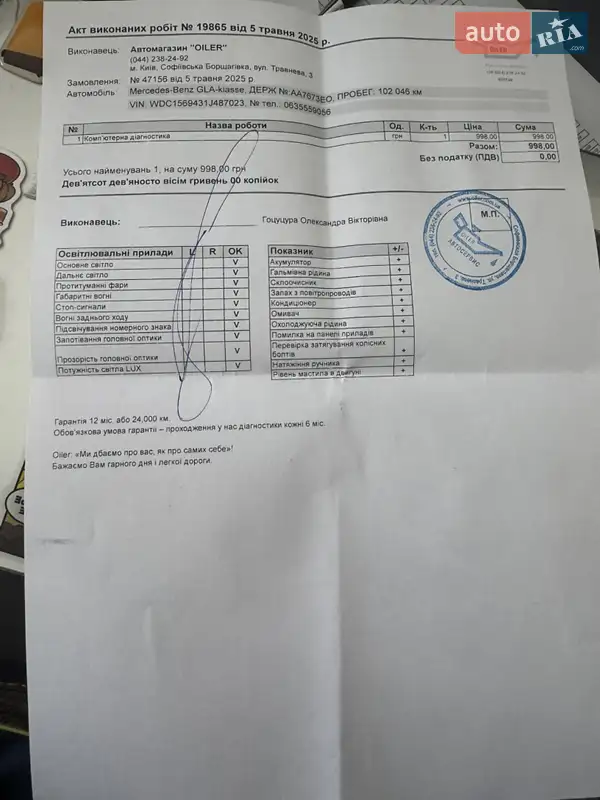 Акт виконаних робіт № 19865 від 5 травня 2025 р.
auto RIA .com
Виконавець: Автомагазин "OILER"
(044) 238-24-92
м. Київ, Софіївська Борщагівка, вул. Травнева, 3
Замовлення: № 47156 від 5 травня 2025 р.
Автомобіль Mercedes-Benz GLA-klasse, ДЕРЖ № AA7673EO, ПРОБЕГ: 102 046 км
VIN WDC1569431J487023, № тел.: 0635559056
№ Назва роботи Од. К-ть Ціна Сума
1 Комп'ютерна діагностика грн 1 998,00 998,00
Разом: 998,00
Без податку (ПДВ) 0,00
Усього найменувань 1, на суму 998,00 грн
Дев'ятсот дев'яносто вісім гривень 00 копійок
Виконавець: Гоцуцура Олександра Вікторівна
М.П.
OILER
АВТОСЕРВИС
Освітлювальні прилади L R OK
Основне світло V
Дальнє світло V
Протитуманні фари V
Габаритні вогні V
Стоп-сигнали V
Вогні заднього ходу V
Підсвічування номерного знака V
Запотівання головної оптики V
Прозорість головної оптики V
Потужність світла LUX V
Показник +/-
Акумулятор +
Гальмівна рідина +
Склоочисник +
Запах з повітропроводів +
Кондиціонер +
Омивач +
Охолоджуюча рідина +
Помилка на панелі приладів +
Перевірка затягування колісних
болтів +
Натяжіння ручника +
Рівень мастила в двигуні +
Гарантія 12 міс. або 24,000 км.
Обов'язкова умова гарантії – проходження у нас діагностики кожні 6 міс.
Oiler: «Ми дбаємо про вас, як про самих себе»!
Бажаємо Вам гарного дня і легкої дороги.